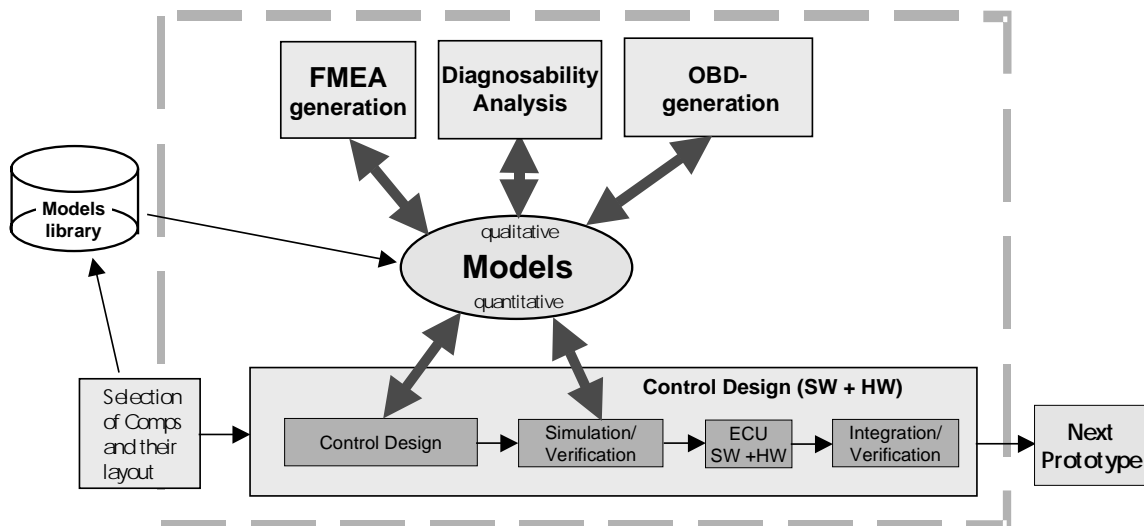 FMEA
generation
Diagnosability
Analysis
OBD-
generation
Models
library
qualitative
Models
quantitative
Selection
of Comps
and their
layout
Control Design (SW + HW)
Control Design
Simulation/
Verification
ECU
SW +HW
Integration/
Verification
Next
Prototype